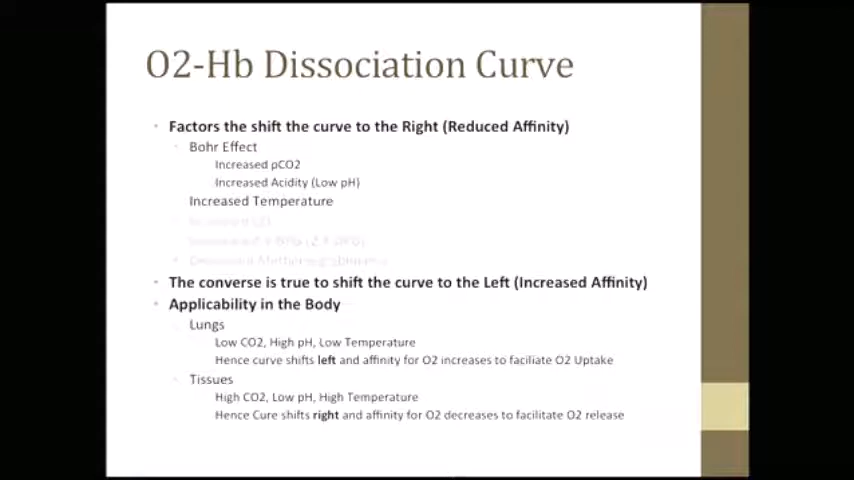 O2-Hb Dissociation Curve
Factors the shift the curve to the Right (Reduced Affinity)
Bohr Effect
Increased pCO2
Increased Acidity (Low pH)
Increased Temperature
The converse is true to shift the curve to the Left (Increased Affinity)
Applicability in the Body
Lungs
Low CO2, High pH, Low Temperature
Hence curve shifts left and affinity for O2 increases to faciliate O2 Uptake
Tissues
High CO2, Low pH, High Temperature
Hence Cure shifts right and affinity for O2 decreases to facilitate O2 release